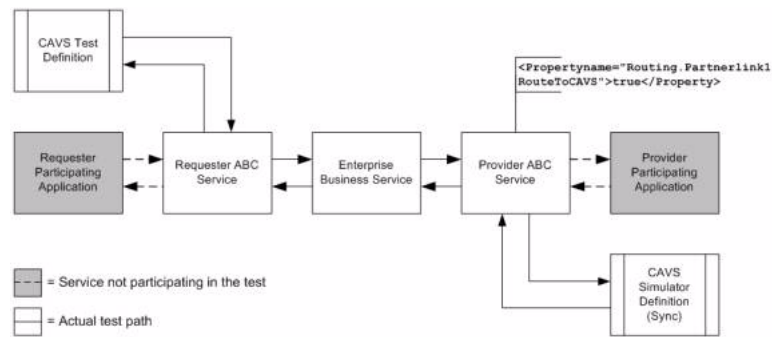 CAVS Test
Definition
<Propertyname="Routing.Partnerlink1
RouteToCAVS">true</Property>
Requester
Participating
Application
Requester ABC
Service
Enterprise
Business Service
Provider ABC
Service
Provider
Participating
Application
= Service not participating in the test
= Actual test path
CAVS
Simulator
Definition
(Sync)